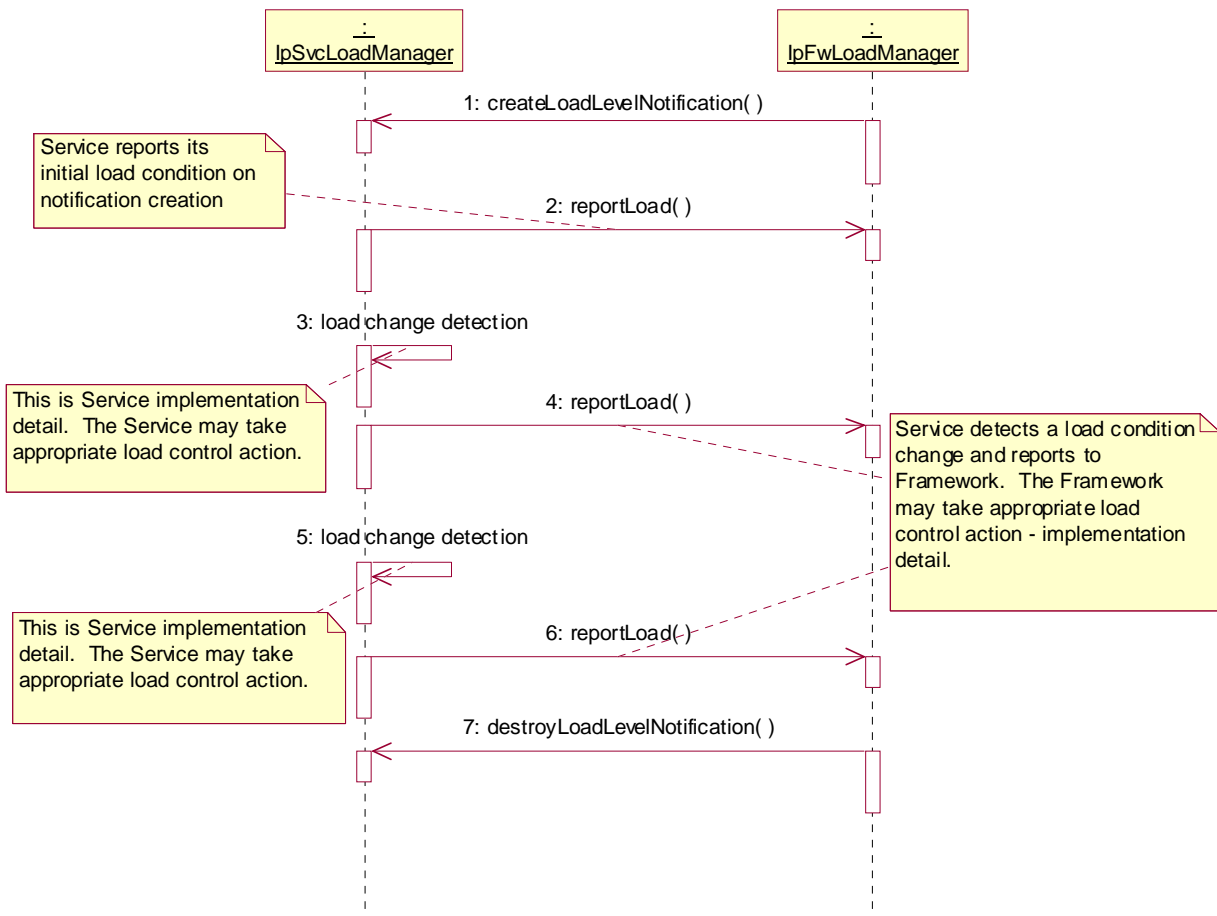 :
IpSvcLoadManager
:
IpFwLoadManager
1: createLoadLevelNotification( )
Service reports its
initial load condition on
notification creation
2: reportLoad( )
3: load change detection
This is Service implementation
detail.  The Service may take
appropriate load control action.
4: reportLoad( )
Service detects a load condition
change and reports to
Framework.  The Framework
may take appropriate load
control action - implementation
detail.
5: load change detection
This is Service implementation
detail.  The Service may take
appropriate load control action.
6: reportLoad( )
7: destroyLoadLevelNotification( )